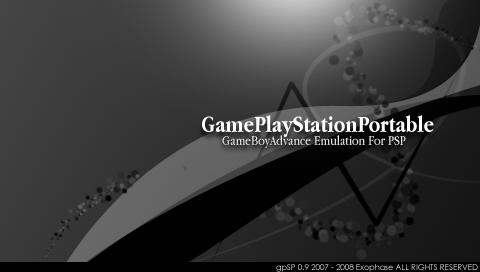 GamePlayStationPortable
GameBoyAdvance Emulation For PSP
gpSP 0.9 2007 - 2008 Exophase ALL RIGHTS RESERVED